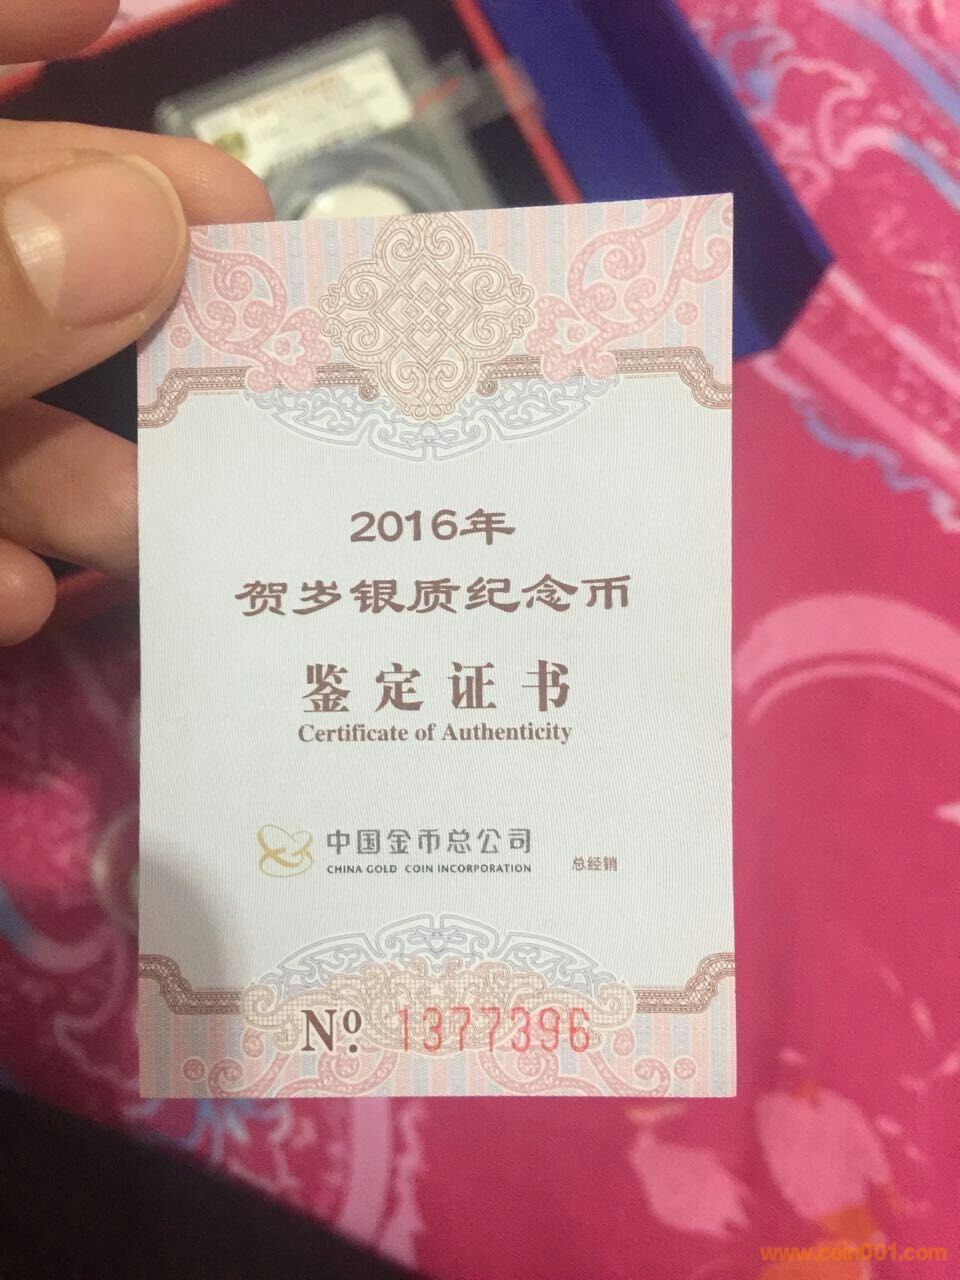 2016年
贺岁银质纪念币
鉴定证书
Certificate of Authenticity
中国金币总公司
CHINA GOLD COIN INCORPORATION
总经销
Nº. 1377396
www.coin001.com